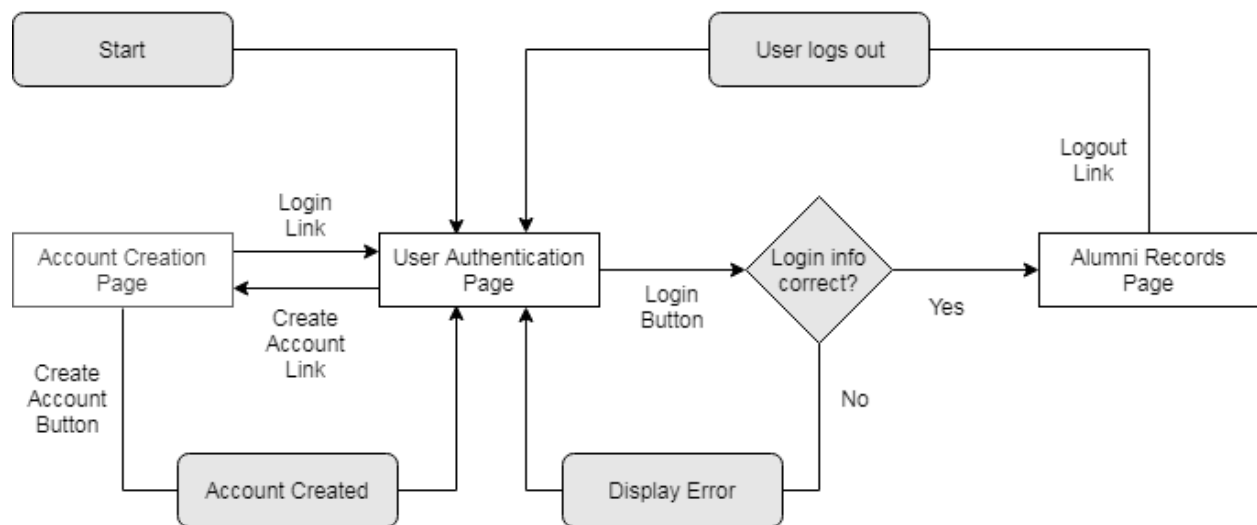 Start
User logs out
Logout
Link
Login
Link
Account Creation
Page
User Authentication
Page
Login info
correct?
Alumni Records
Page
Login
Button
Yes
Create
Account
Link
Create
Account
Button
No
Account Created
Display Error